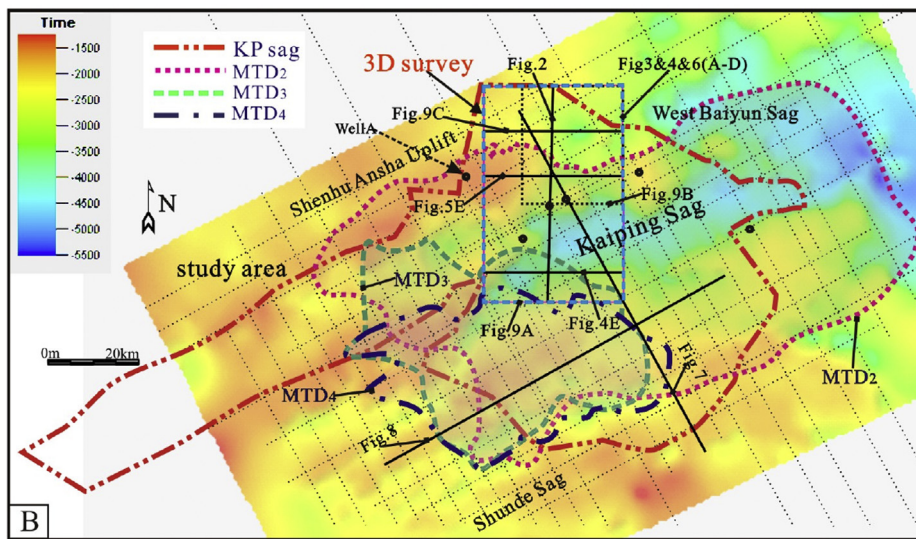 Time
-1500
-2000
-2500
-3000
-3500
-4000
-4500
-5000
-5500
KP sag
MTD2
MTD3
MTD4
3D survey
Fig.2
Fig3&4&6(A-D)
Fig.9C
West Baiyun Sag
WellA
Shenhu Ansha Uplift
N
Fig.5E
Fig.9B
Kaiping Sag
study area
MTD3
Fig.9A
Fig.4E
0m 20km
MTD4
Fig.7
MTD2
Fig.8
Shunde Sag
B